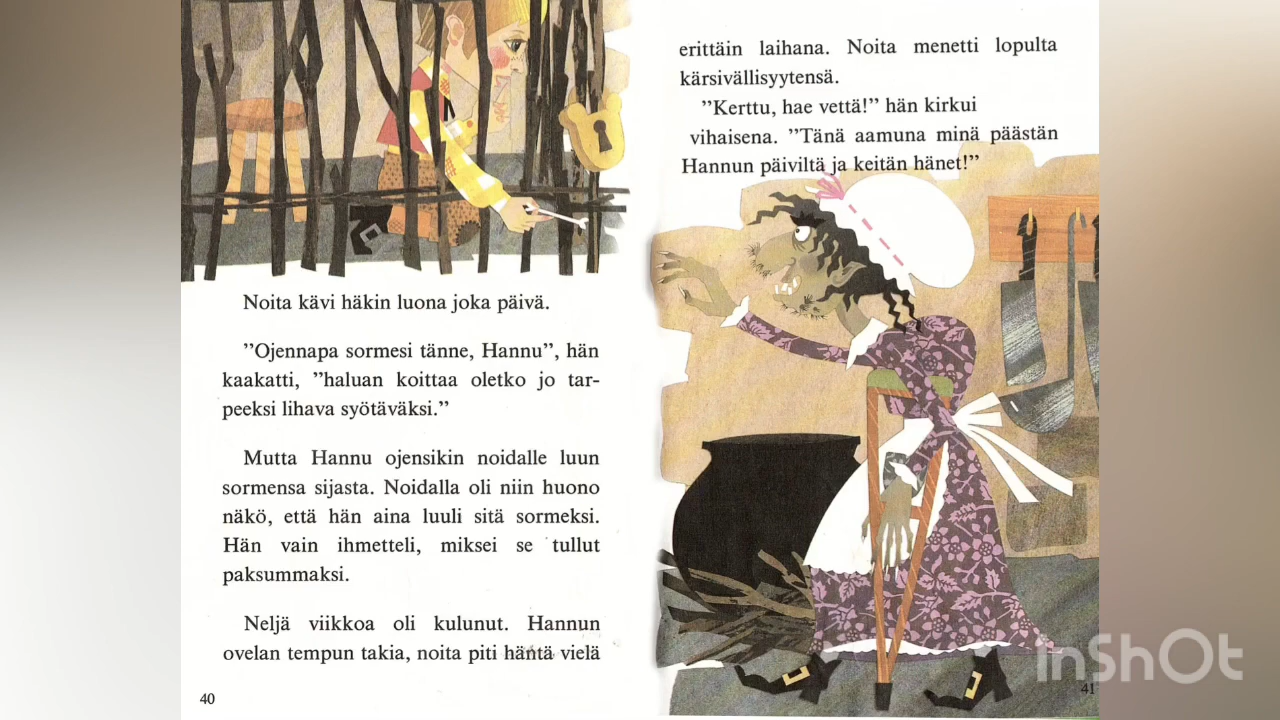 Noita kävi häkin luona joka päivä.
”Ojennapa sormesi tänne, Hannu”, hän
kaakatti, ”haluan koittaa oletko jo tar-
peeksi lihava syötäväksi.”
Mutta Hannu ojensikin noidalle luun
sormensa sijasta. Noidalla oli niin huono
näkö, että hän aina luuli sitä sormeksi.
Hän vain ihmetteli, miksei se tullut
paksummaksi.
Neljä viikkoa oli kulunut. Hannun
ovelan tempun takia, noita piti häntä vielä
40
erittäin laihana. Noita menetti lopulta
kärsivällisyytensä.
”Kerttu, hae vettä!” hän kirkui
vihaisena. ”Tänä aamuna minä päästän
Hannun päiviltä ja keitän hänet!”
41
InShOt